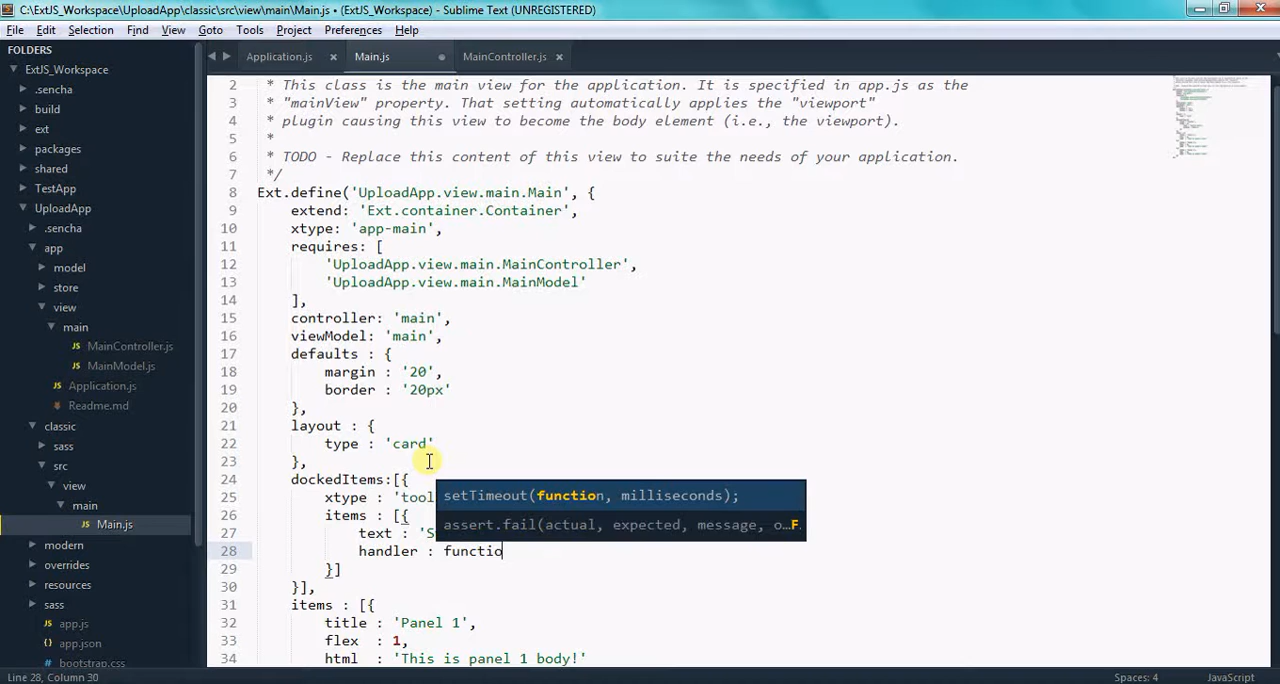 C:\ExtJS_Workspace\UploadApp\classic\src\view\main\Main.js • (ExtJS_Workspace) - Sublime Text (UNREGISTERED)
File Edit Selection Find View Goto Tools Project Preferences Help
FOLDERS
ExtJS_Workspace
.sencha
build
ext
packages
shared
TestApp
UploadApp
.sencha
app
model
store
view
main
MainController.js
MainModel.js
Application.js
Readme.md
classic
sass
src
view
main
Main.js
modern
overrides
resources
sass
app.js
app.json
bootstrap.css
Application.js Main.js MainController.js
2 * This class is the main view for the application. It is specified in app.js as the
3 * "mainView" property. That setting automatically applies the "viewport"
4 * plugin causing this view to become the body element (i.e., the viewport).
5 *
6 * TODO - Replace this content of this view to suite the needs of your application.
7 */
8 Ext.define('UploadApp.view.main.Main', {
9 extend: 'Ext.container.Container',
10 xtype: 'app-main',
11 requires: [
12 'UploadApp.view.main.MainController',
13 'UploadApp.view.main.MainModel'
14 ],
15 controller: 'main',
16 viewModel: 'main',
17 defaults : {
18 margin : '20',
19 border : '20px'
20 },
21 layout : {
22 type : 'card'
23 },
24 dockedItems:[{
25 xtype : 'tool
26 items : [{
27 text : 'S
28 handler : functio
29 }]
30 }],
31 items : [{
32 title : 'Panel 1',
33 flex : 1,
34 html : 'This is panel 1 body!'
setTimeout(function, milliseconds);
assert.fail(actual, expected, message, o…F.
Line 28, Column 30 Spaces: 4 JavaScript